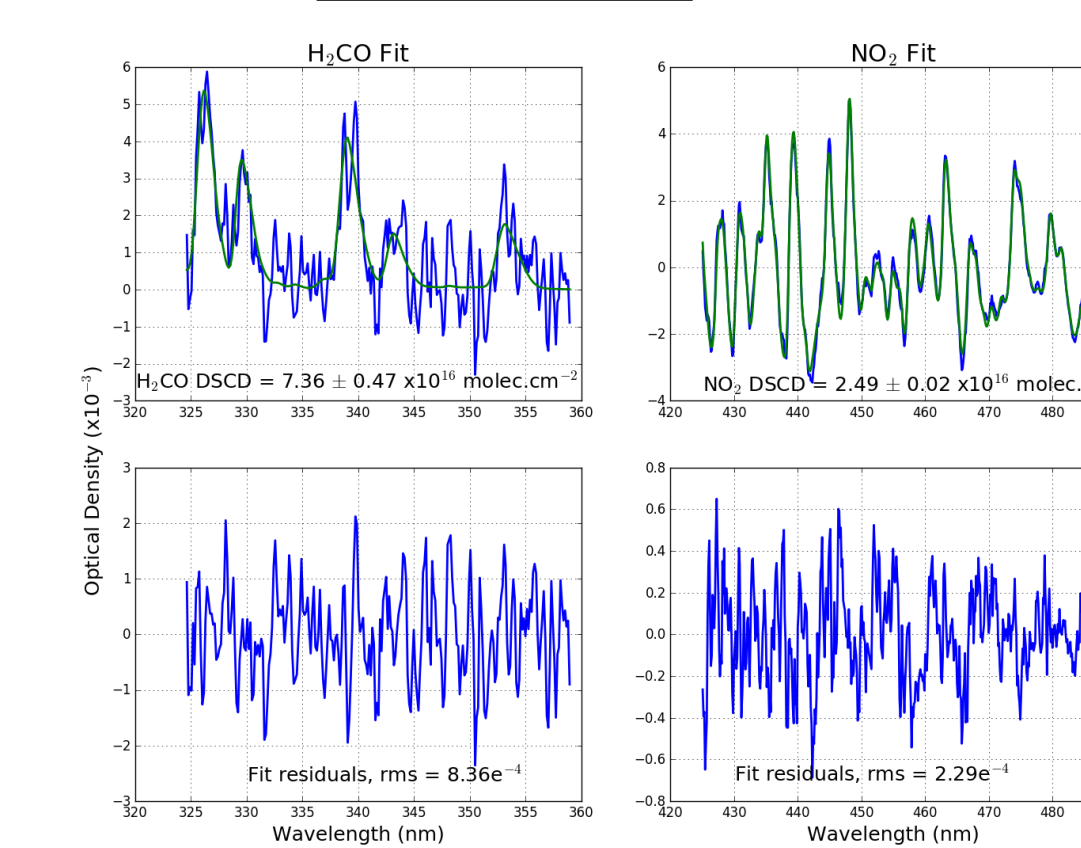 H₂CO Fit
6
5
4
3
2
1
0
−1
−2
−3
H₂CO DSCD = 7.36 ± 0.47 x10¹⁶ molec.cm⁻²
320 325 330 335 340 345 350 355 360
NO₂ Fit
6
4
2
0
−2
−4
NO₂ DSCD = 2.49 ± 0.02 x10¹⁶ molec.
420 430 440 450 460 470 480
Optical Density (x10⁻³)
3
2
1
0
−1
−2
−3
Fit residuals, rms = 8.36e⁻⁴
320 325 330 335 340 345 350 355 360
Wavelength (nm)
0.8
0.6
0.4
0.2
0.0
−0.2
−0.4
−0.6
−0.8
Fit residuals, rms = 2.29e⁻⁴
420 430 440 450 460 470 480
Wavelength (nm)